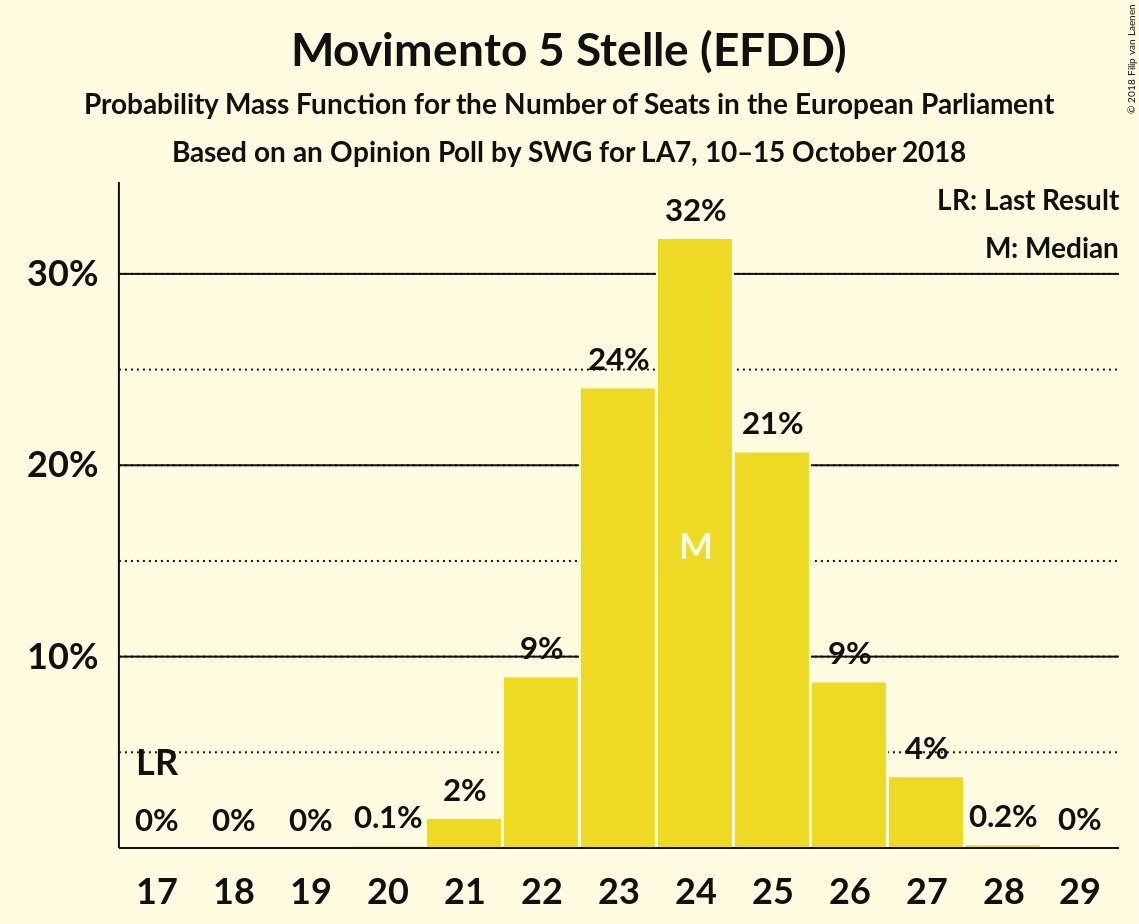 Movimento 5 Stelle (EFDD)
Probability Mass Function for the Number of Seats in the European Parliament
Based on an Opinion Poll by SWG for LA7, 10–15 October 2018
© 2018 Filip van Laenen
LR: Last Result
M: Median
30%
20%
10%
LR
0%
0%
0%
0.1%
2%
9%
24%
32%
M
21%
9%
4%
0.2%
0%
17 18 19 20 21 22 23 24 25 26 27 28 29